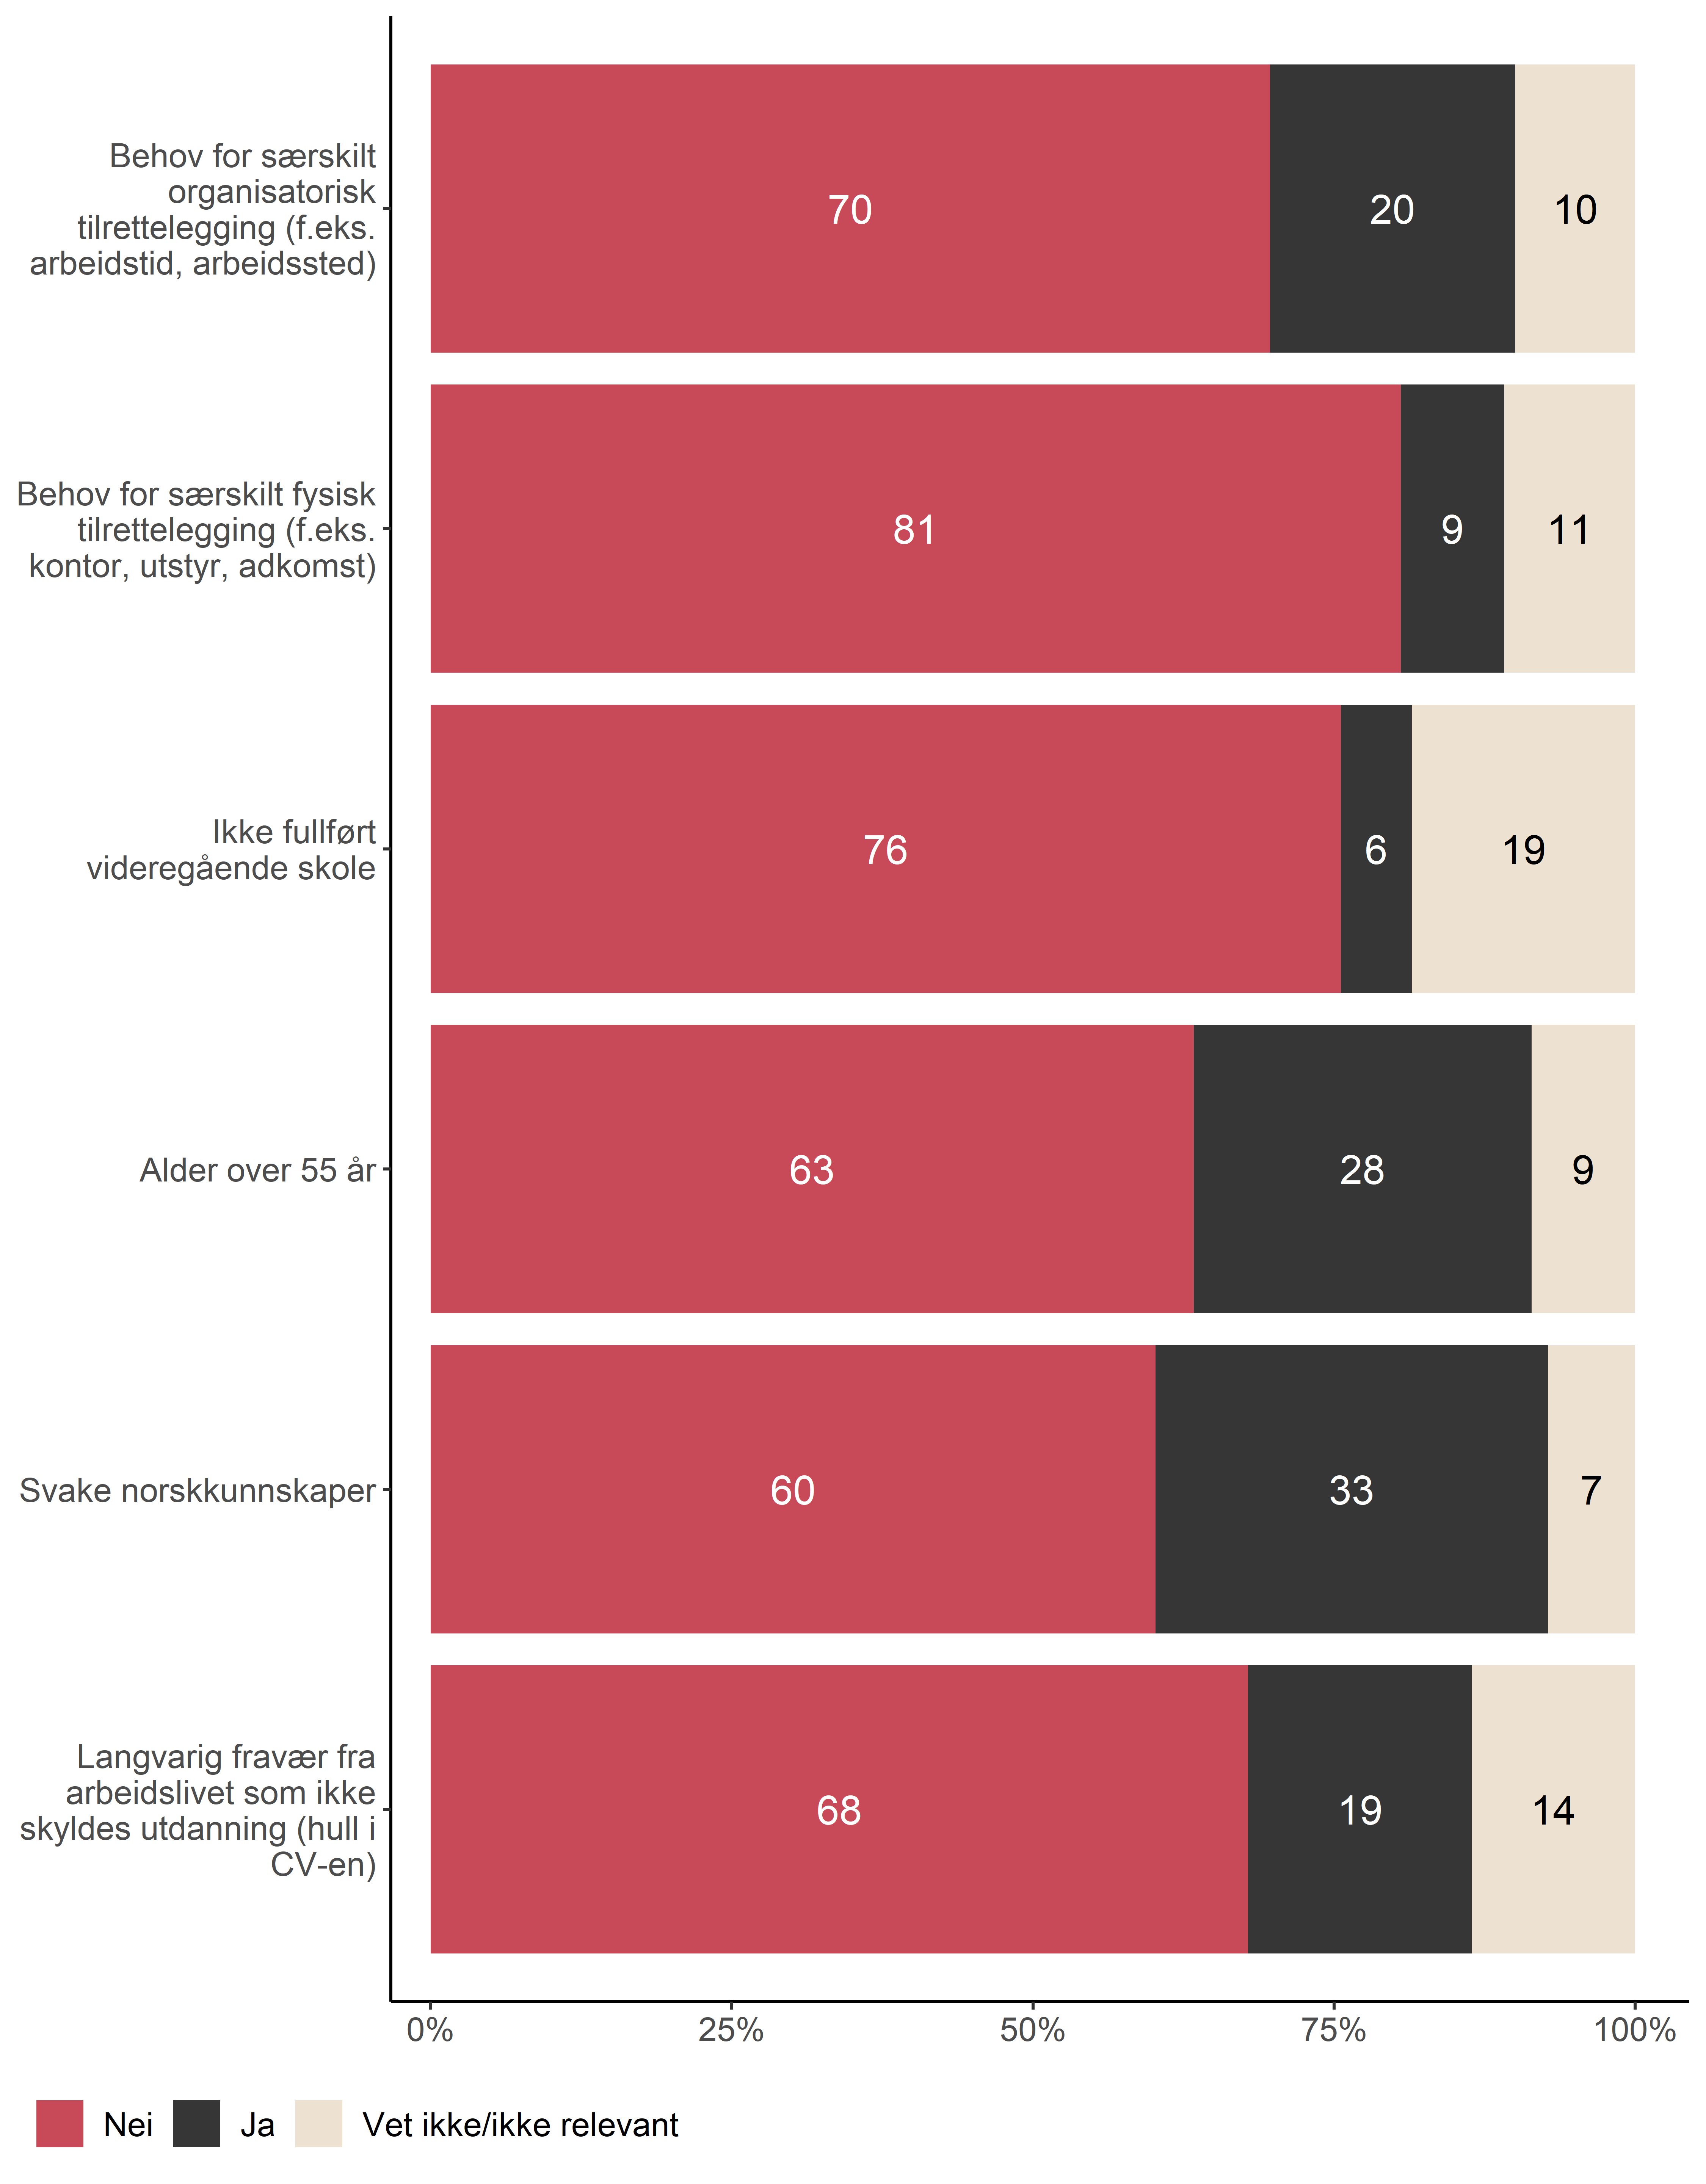 Behov for særskilt
organisatorisk
tilrettelegging (f.eks.
arbeidstid, arbeidssted)
70
20
10
Behov for særskilt fysisk
tilrettelegging (f.eks.
kontor, utstyr, adkomst)
81
9
11
Ikke fullført
videregående skole
76
6
19
Alder over 55 år
63
28
9
Svake norskkunnskaper
60
33
7
Langvarig fravær fra
arbeidslivet som ikke
skyldes utdanning (hull i
CV-en)
68
19
14
0% 25% 50% 75% 100%
Nei Ja Vet ikke/ikke relevant